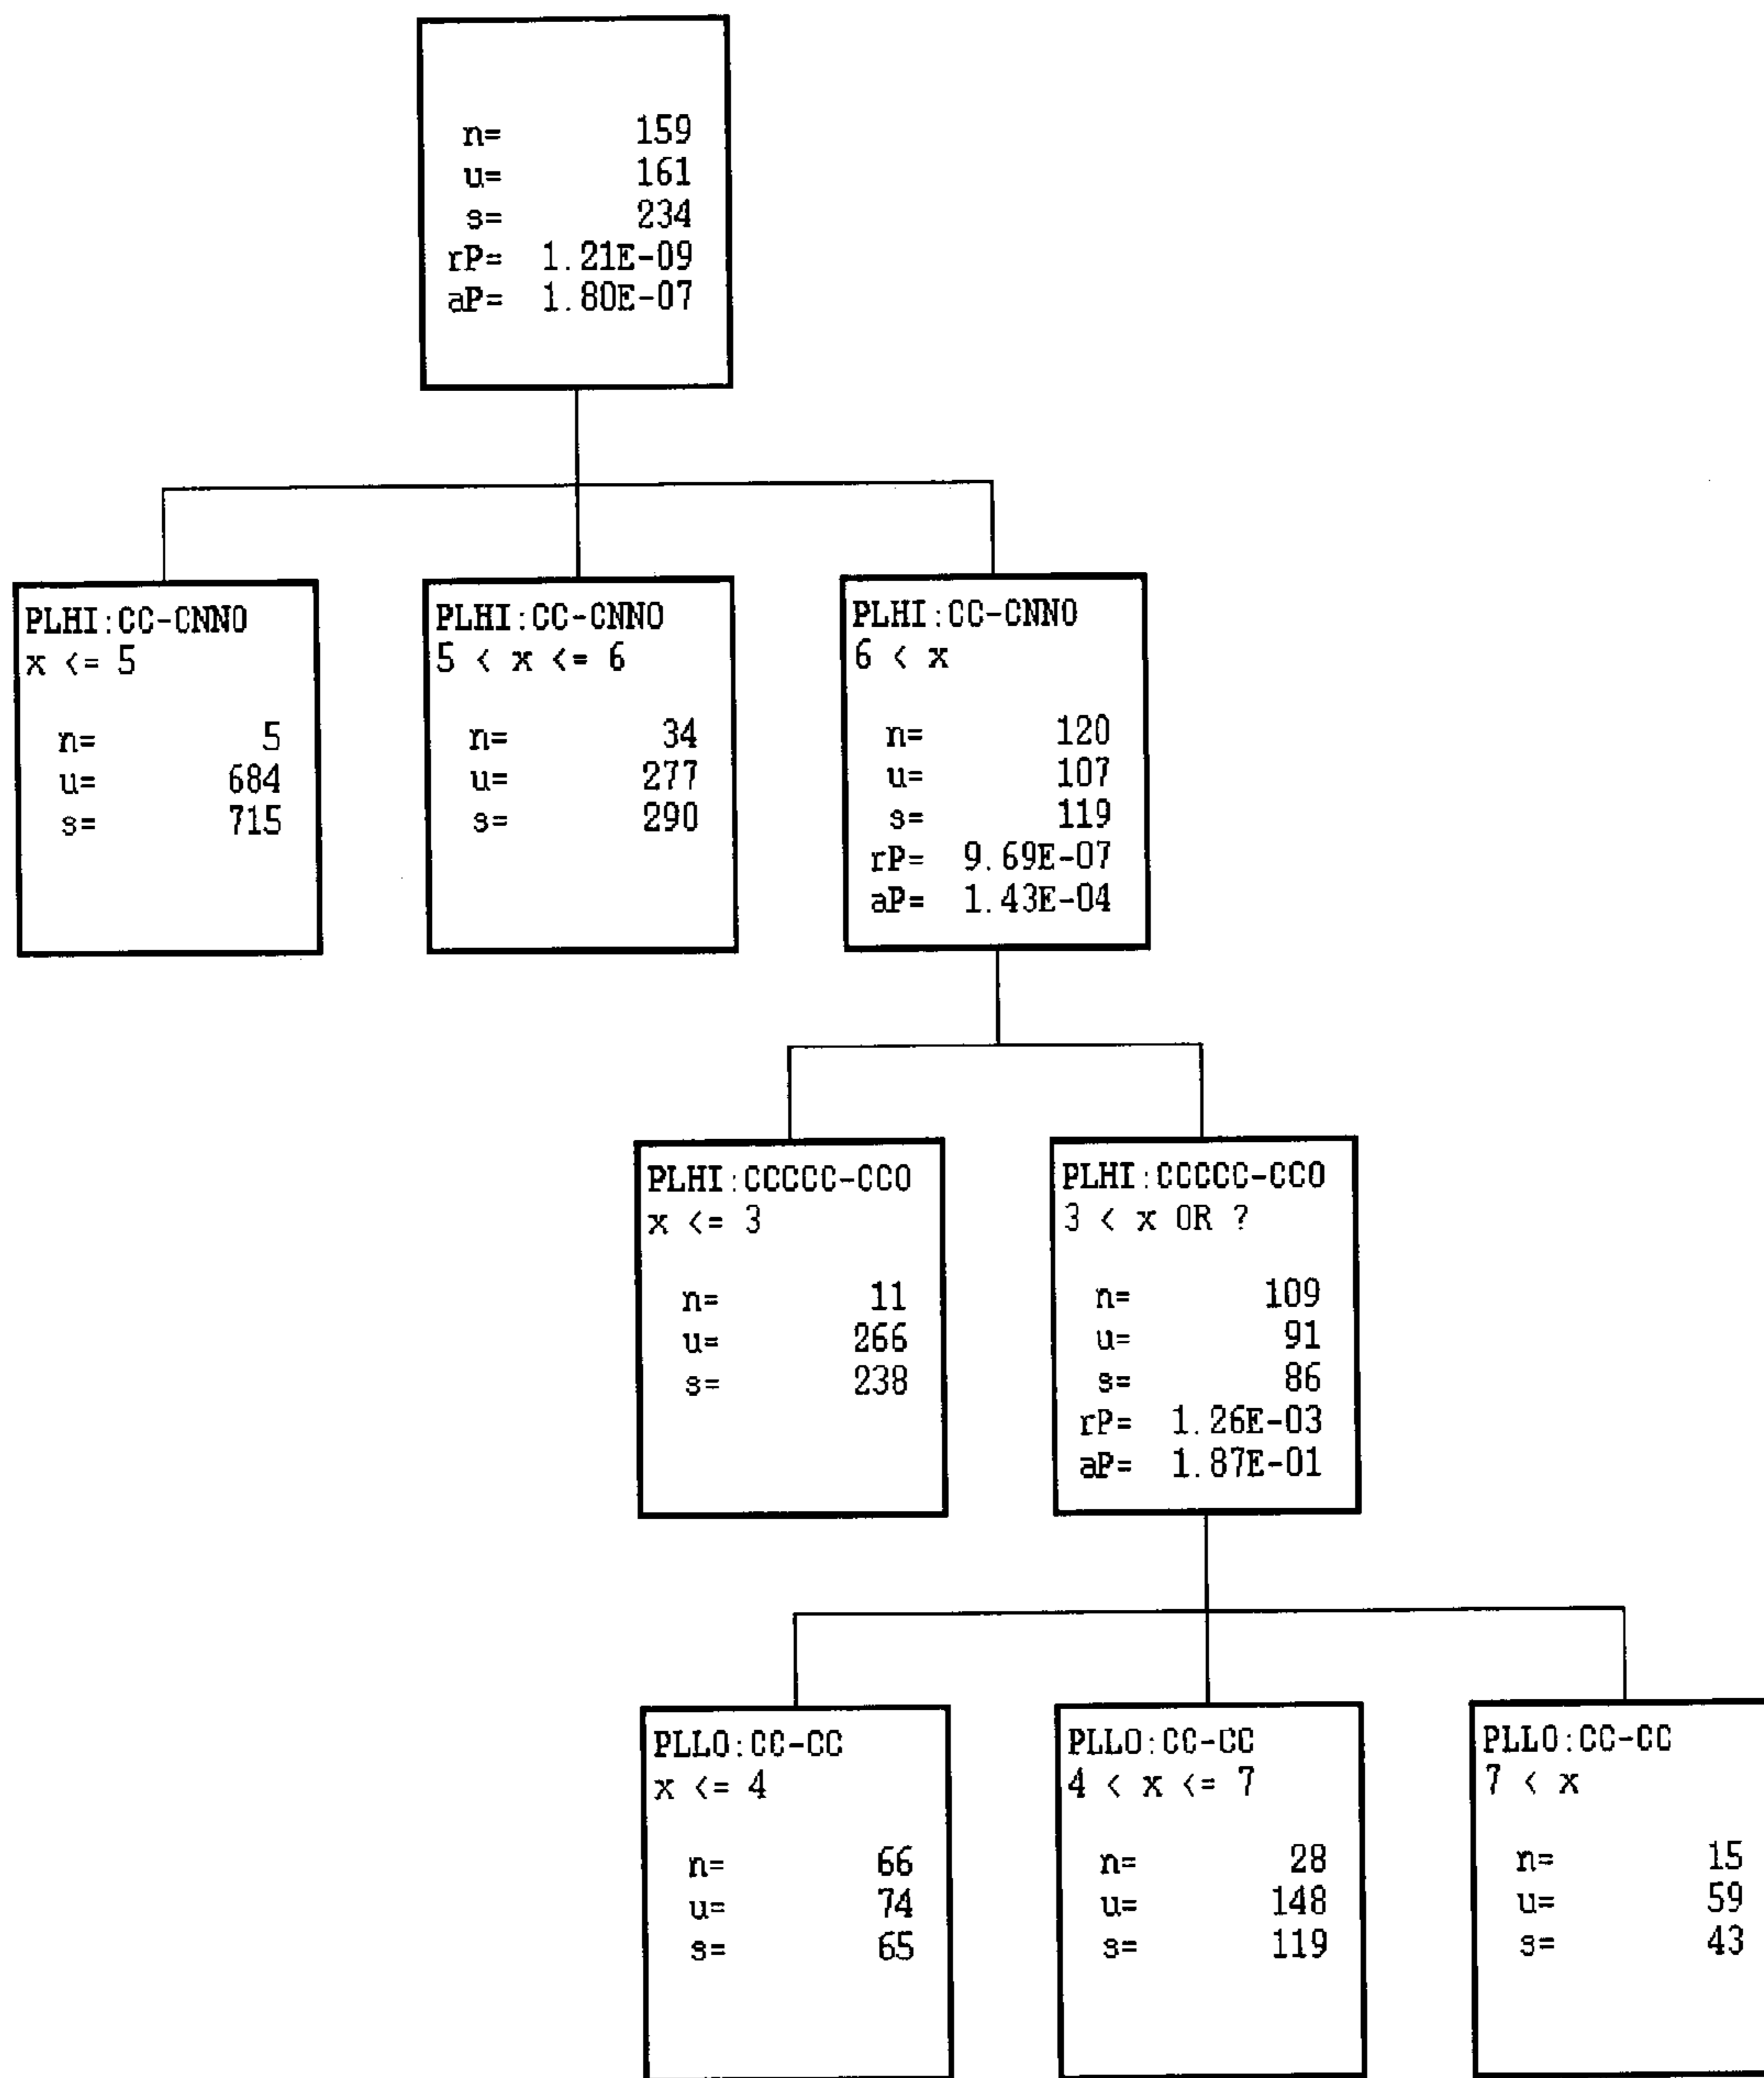 n= 159
u= 161
s= 234
rP= 1.21E-09
aP= 1.80E-07
PLHI:CC-CNNO
x <= 5
n= 5
u= 684
s= 715
PLHI:CC-CNNO
5 < x <= 6
n= 34
u= 277
s= 290
PLHI:CC-CNNO
6 < x
n= 120
u= 107
s= 119
rP= 9.69E-07
aP= 1.43E-04
PLHI:CCCCC-CCO
x <= 3
n= 11
u= 266
s= 238
PLHI:CCCCC-CCO
3 < x OR ?
n= 109
u= 91
s= 86
rP= 1.26E-03
aP= 1.87E-01
PLLO:CC-CC
x <= 4
n= 66
u= 74
s= 65
PLLO:CC-CC
4 < x <= 7
n= 28
u= 148
s= 119
PLLO:CC-CC
7 < x
n= 15
u= 59
s= 43